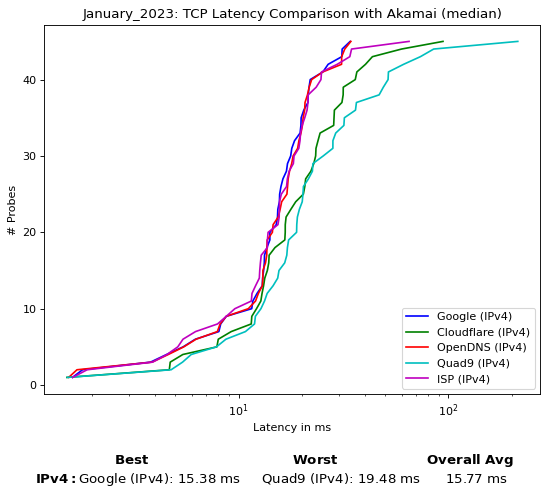 January_2023: TCP Latency Comparison with Akamai (median)
# Probes
40
30
20
10
0
Google (IPv4)
Cloudflare (IPv4)
OpenDNS (IPv4)
Quad9 (IPv4)
ISP (IPv4)
10¹ 10²
Latency in ms
Best Worst Overall Avg
IPv4: Google (IPv4): 15.38 ms Quad9 (IPv4): 19.48 ms 15.77 ms